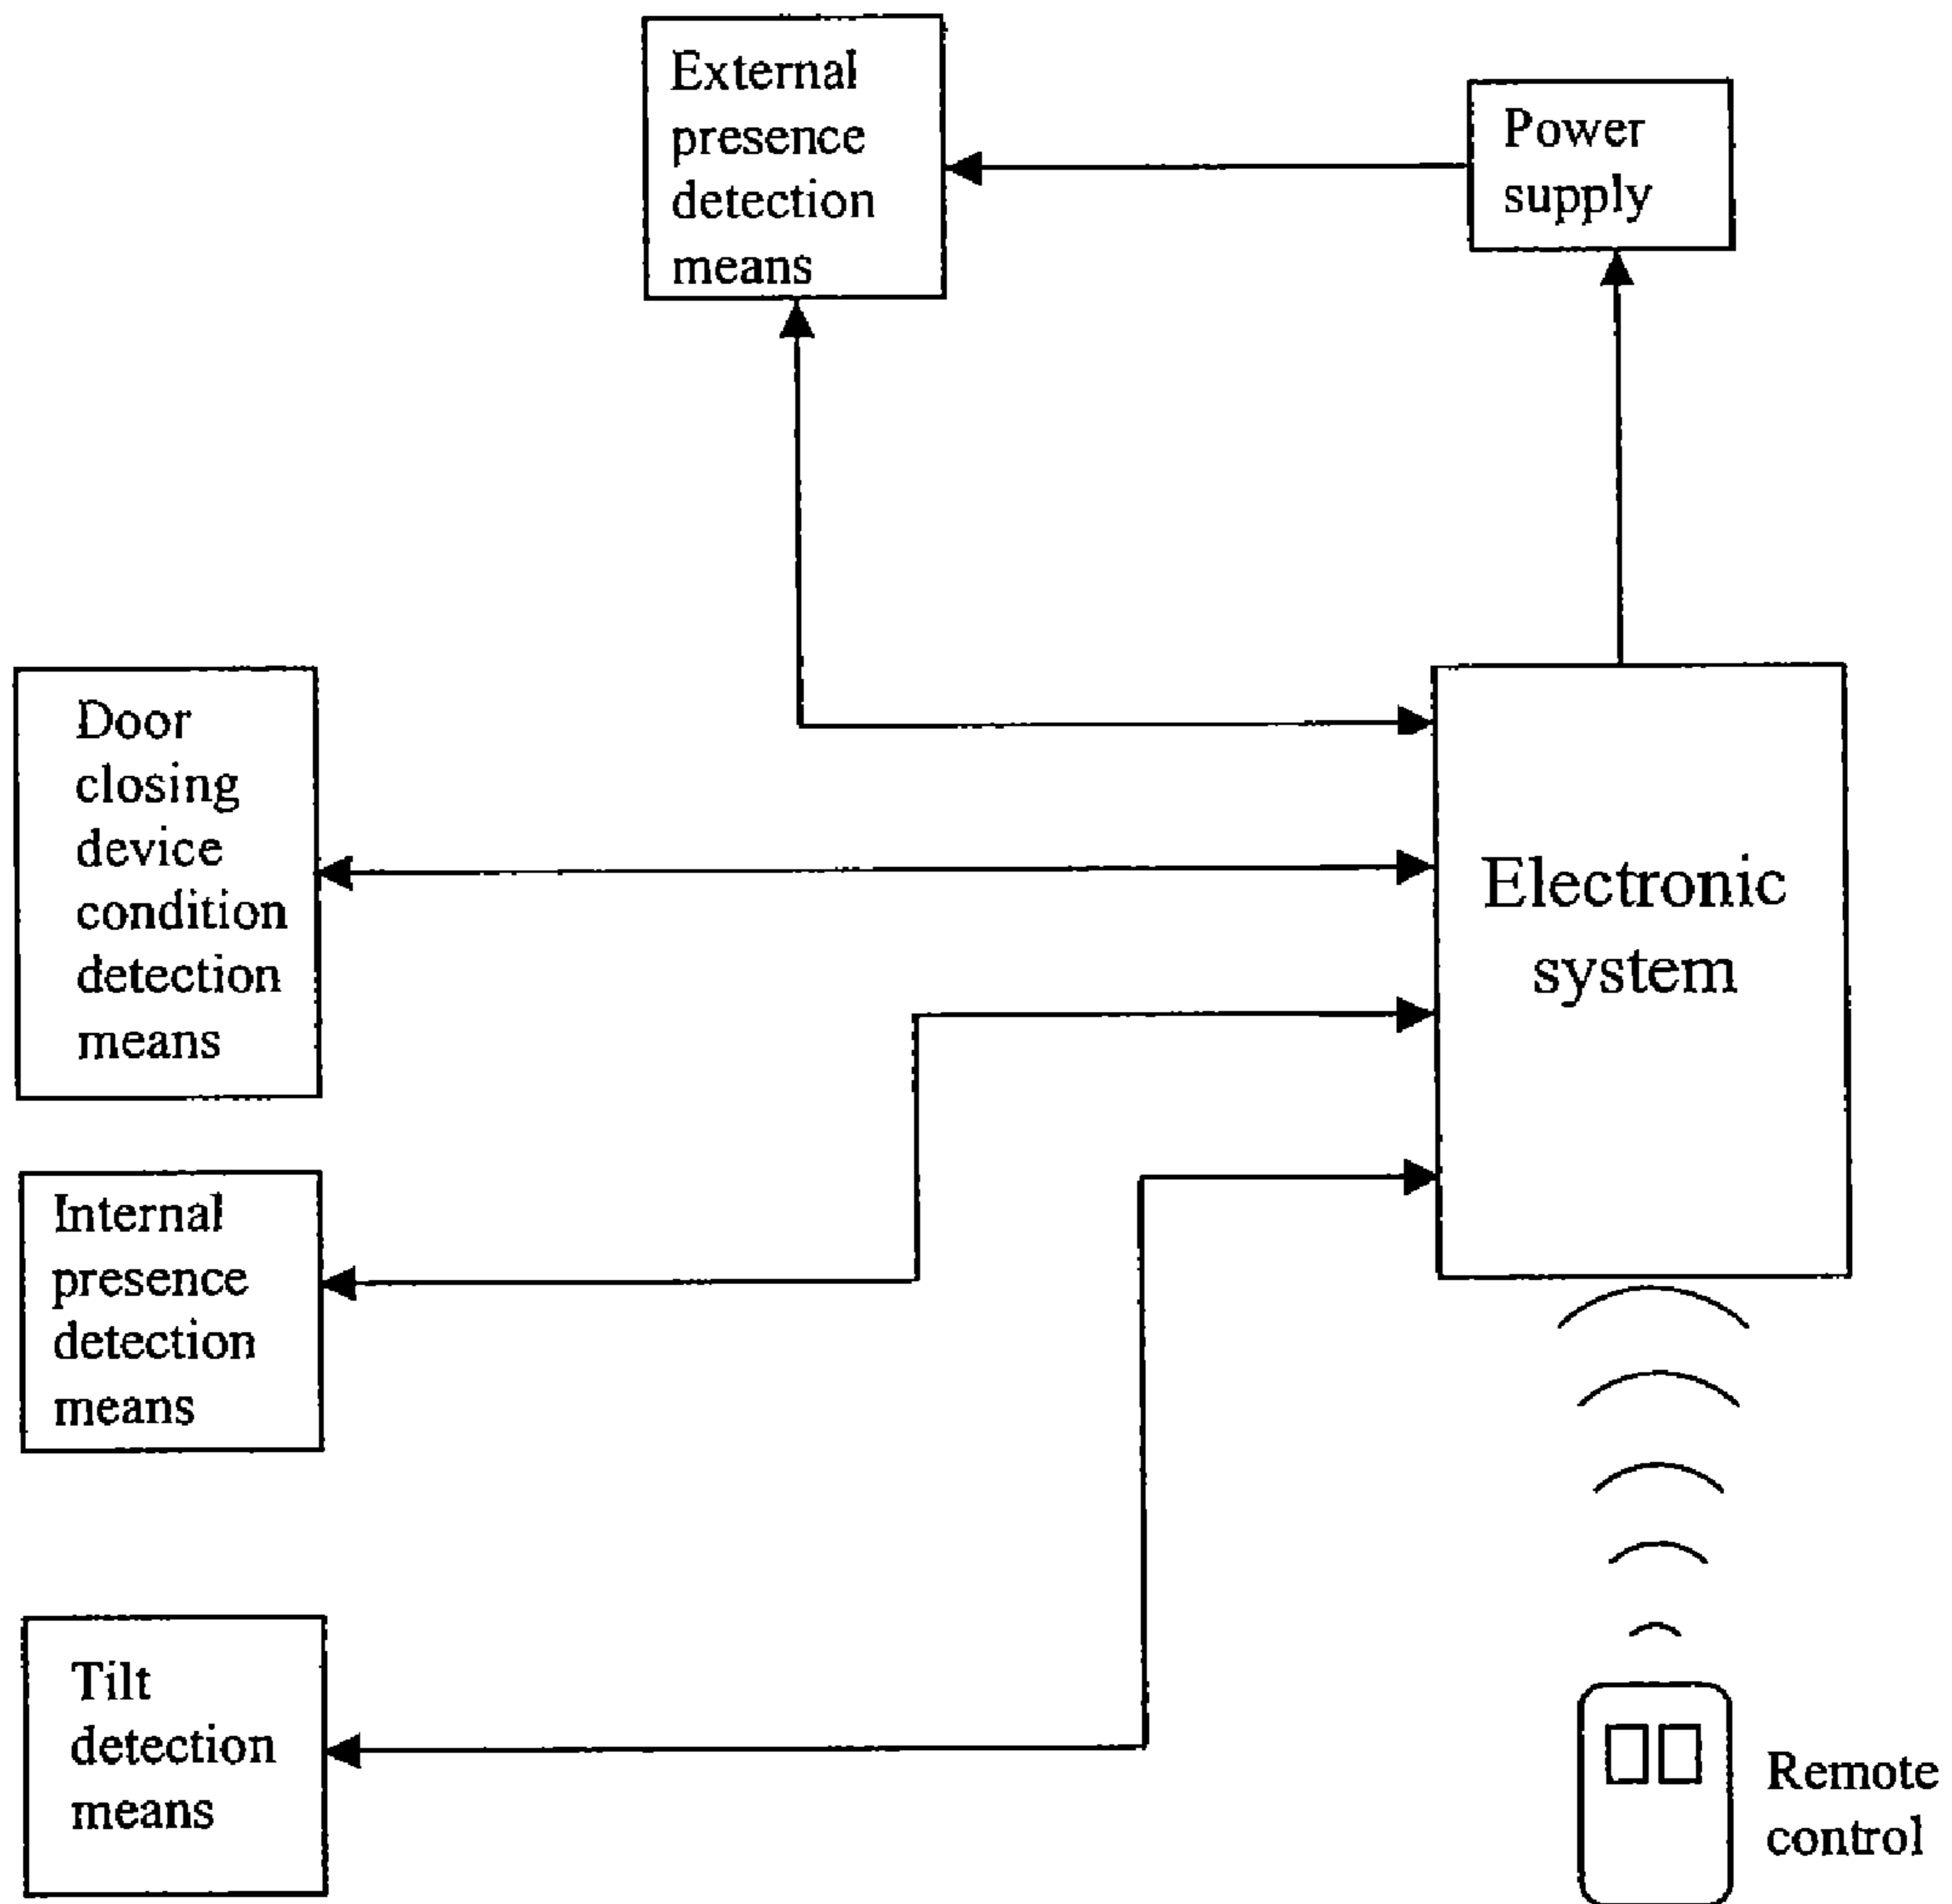 External
presence
detection
means
Power
supply
Door
closing
device
condition
detection
means
Electronic
system
Internal
presence
detection
means
Tilt
detection
means
Remote
control